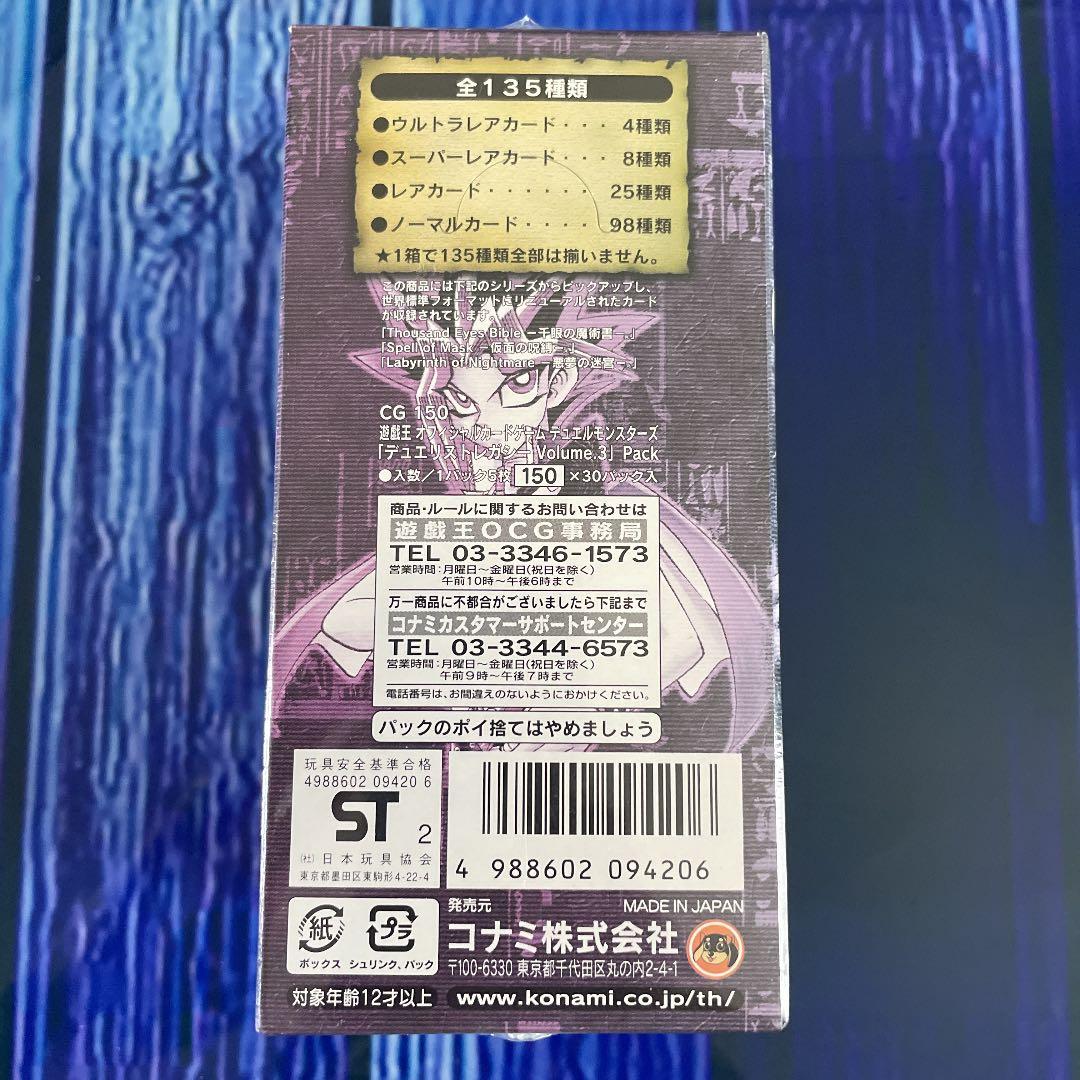 全135種類
●ウルトラレアカード・・・ 4種類
●スーパーレアカード・・・ 8種類
●レアカード・・・・・・ 25種類
●ノーマルカード・・・・ 98種類
★1箱で135種類全部は揃いません。
この商品には下記のシリーズからピックアップし、
世界標準フォーマットにリニューアルされたカード
が収録されています。
「Thousand Eyes Bible －千眼の魔術書－」
「Spell of Mask －仮面の呪縛－」
「Labyrinth of Nightmare －悪夢の迷宮－」
CG 150
遊戯王 オフィシャルカードゲーム デュエルモンスターズ
「デュエリストレガシー Volume.3」 Pack
●入数/1パック5枚 150 ×30パック入
商品・ルールに関するお問い合わせは
遊戯王OCG事務局
TEL 03-3346-1573
営業時間：月曜日～金曜日(祝日を除く)
午前10時～午後6時まで
万一商品に不都合がございましたら下記まで
コナミカスタマーサポートセンター
TEL 03-3344-6573
営業時間：月曜日～金曜日(祝日を除く)
午前9時～午後7時まで
電話番号は、お間違えのないようにおかけください。
パックのポイ捨てはやめましょう
玩具安全基準合格
4988602 09420 6
ST 2
(社)日本玩具協会
東京都墨田区東駒形4-22-4
4 988602 094206
紙
ボックス
プラ
シュリンク、パック
対象年齢12才以上
発売元
MADE IN JAPAN
コナミ株式会社
〒100-6330 東京都千代田区丸の内2-4-1
www.konami.co.jp/th/